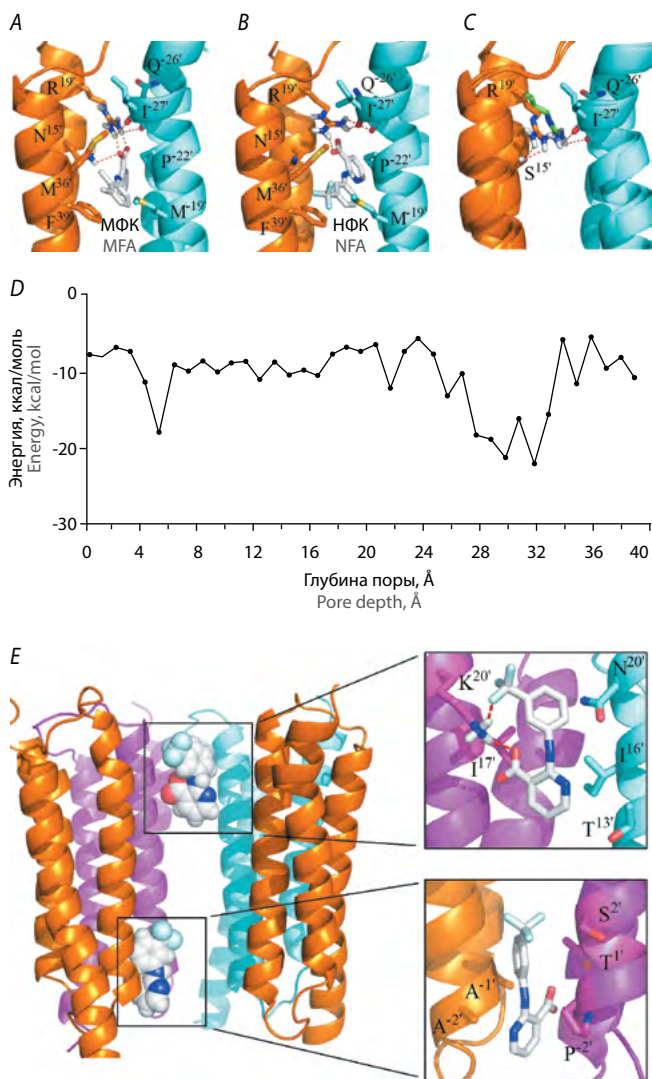 A
R19'
Q-26'
I-27'
N15'
P-22'
M36'
M-19'
F39'
МФК
MFA
B
R19'
Q-26'
I-27'
N15'
P-22'
M36'
M-19'
F39'
НФК
NFA
C
R19'
Q-26'
I-27'
S15'
D
Энергия, ккал/моль
Energy, kcal/mol
0
-10
-20
-30
0 4 8 12 16 20 24 28 32 36 40
Глубина поры, Å
Pore depth, Å
E
K20'
N20'
I17'
I16'
T13'
S2'
T1'
A-1'
A-2'
P-2'